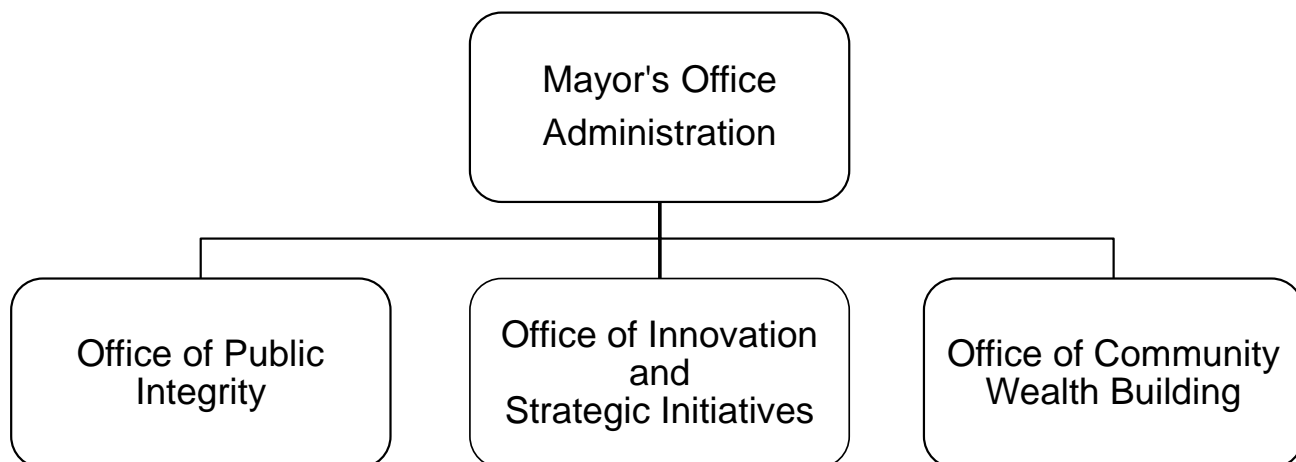 Mayor's Office
Administration
Office of Public
Integrity
Office of Innovation
and
Strategic Initiatives
Office of Community
Wealth Building